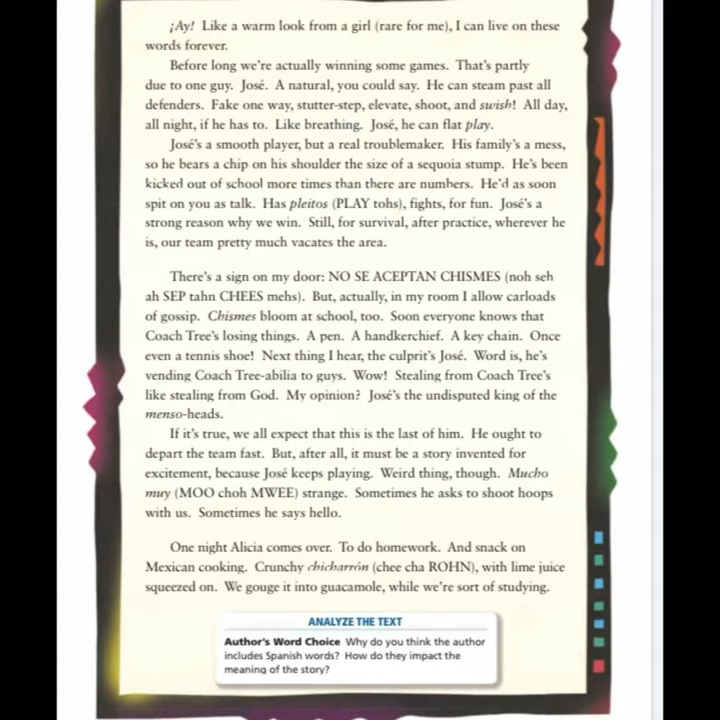 ¡Ay! Like a warm look from a girl (rare for me), I can live on these
words forever.
Before long we're actually winning some games. That's partly
due to one guy. José. A natural, you could say. He can steam past all
defenders. Fake one way, stutter-step, elevate, shoot, and swish! All day,
all night, if he has to. Like breathing. José, he can flat play.
José's a smooth player, but a real troublemaker. His family's a mess,
so he bears a chip on his shoulder the size of a sequoia stump. He's been
kicked out of school more times than there are numbers. He'd as soon
spit on you as talk. Has pleitos (PLAY tohs), fights, for fun. José's a
strong reason why we win. Still, for survival, after practice, wherever he
is, our team pretty much vacates the area.
There's a sign on my door: NO SE ACEPTAN CHISMES (noh seh
ah SEP tahn CHEES mehs). But, actually, in my room I allow carloads
of gossip. Chismes bloom at school, too. Soon everyone knows that
Coach Tree's losing things. A pen. A handkerchief. A key chain. Once
even a tennis shoe! Next thing I hear, the culprit's José. Word is, he's
vending Coach Tree-abilia to guys. Wow! Stealing from Coach Tree's
like stealing from God. My opinion? José's the undisputed king of the
menso-heads.
If it's true, we all expect that this is the last of him. He ought to
depart the team fast. But, after all, it must be a story invented for
excitement, because José keeps playing. Weird thing, though. Mucho
muy (MOO choh MWEE) strange. Sometimes he asks to shoot hoops
with us. Sometimes he says hello.
One night Alicia comes over. To do homework. And snack on
Mexican cooking. Crunchy chicharrón (chee cha ROHN), with lime juice
squeezed on. We gouge it into guacamole, while we're sort of studying.
ANALYZE THE TEXT
Author's Word Choice Why do you think the author
includes Spanish words? How do they impact the
meaning of the story?